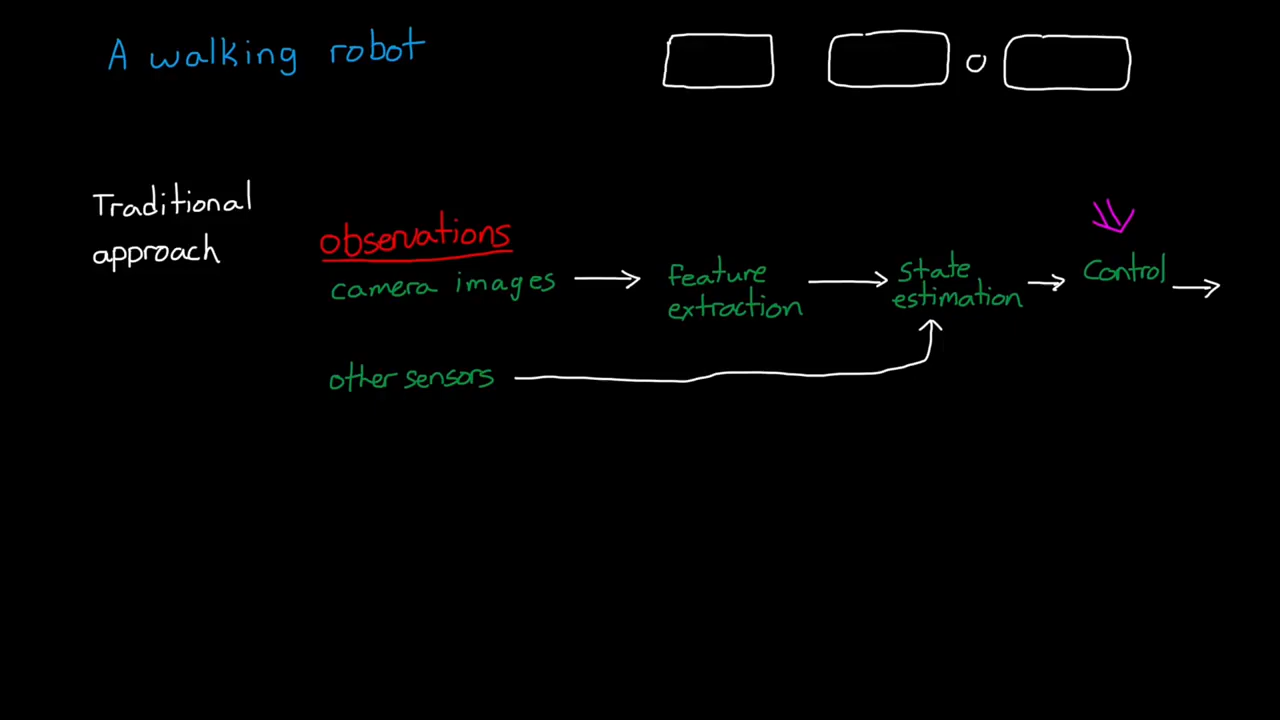 A walking robot
Traditional
approach
observations
camera images
feature
extraction
state
estimation
Control
other sensors